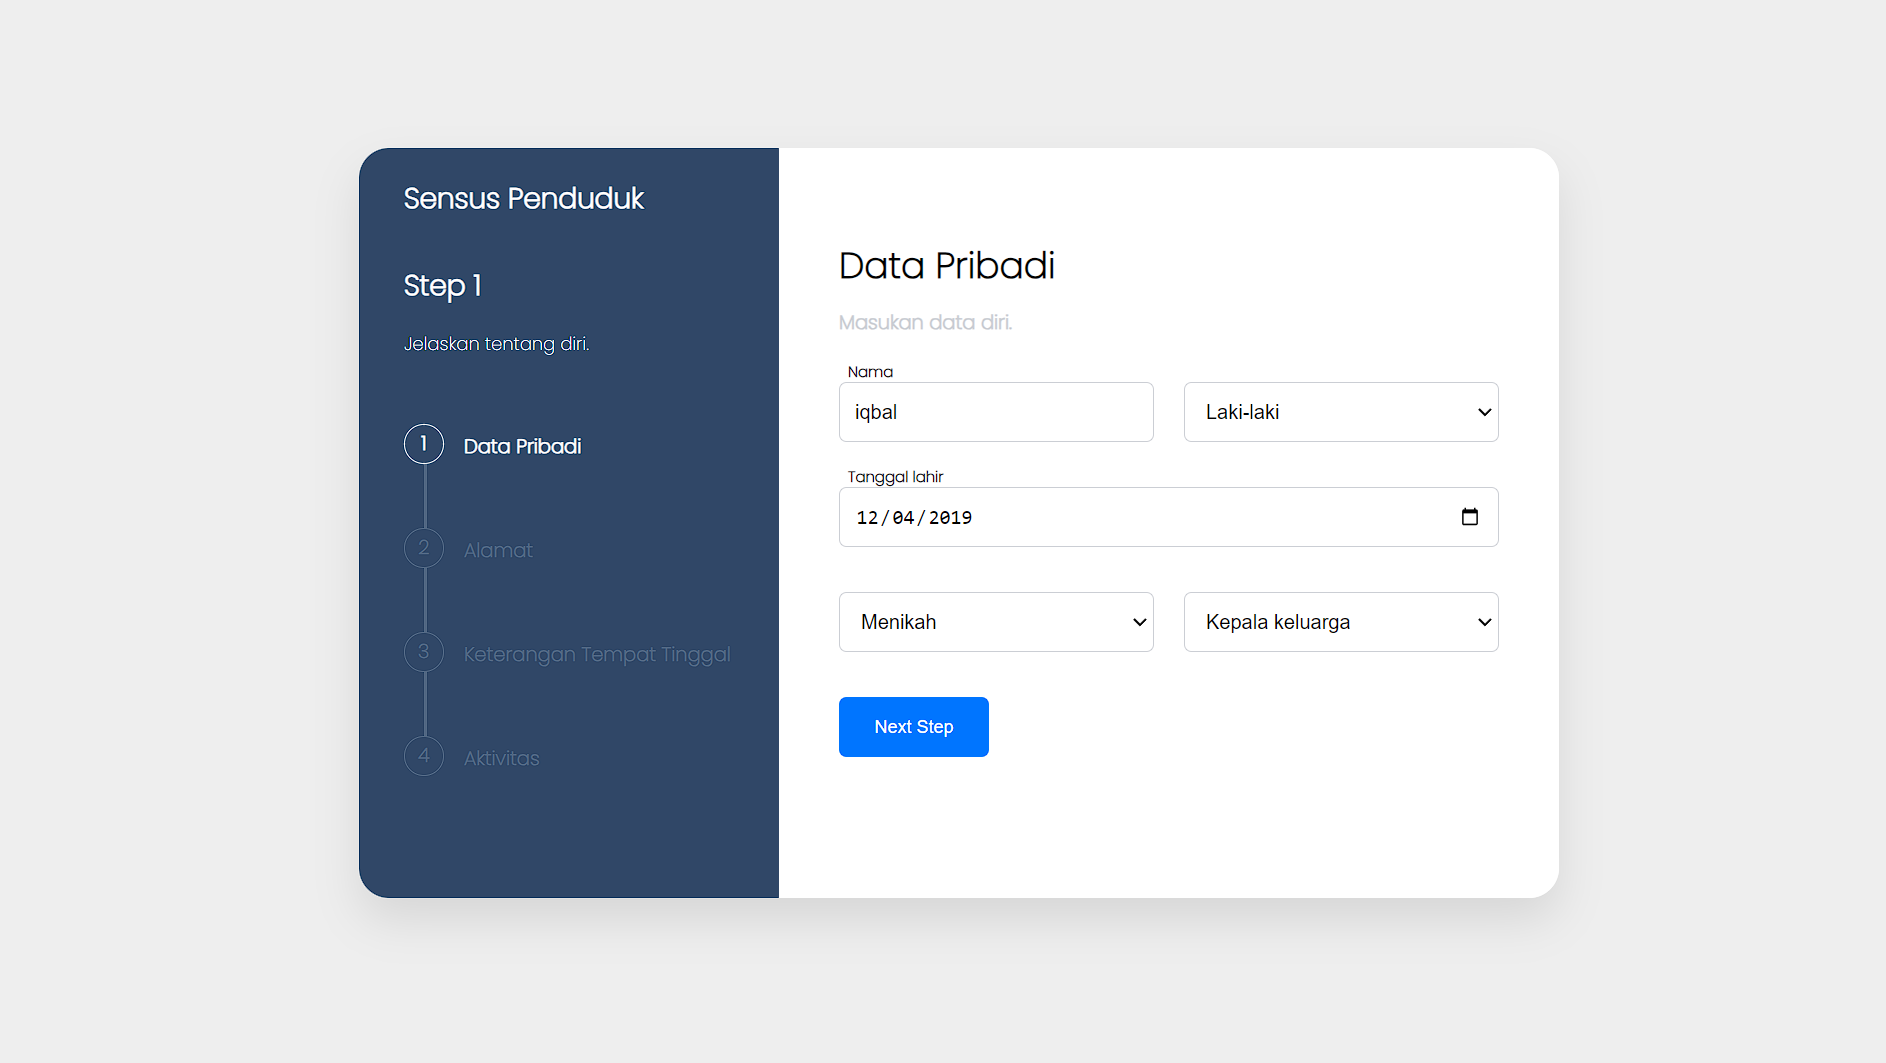 Sensus Penduduk
Step 1
Jelaskan tentang diri.
1 Data Pribadi
2 Alamat
3 Keterangan Tempat Tinggal
4 Aktivitas
Data Pribadi
Masukan data diri.
Nama
iqbal
Laki-laki
Tanggal lahir
12/04/2019
Menikah
Kepala keluarga
Next Step